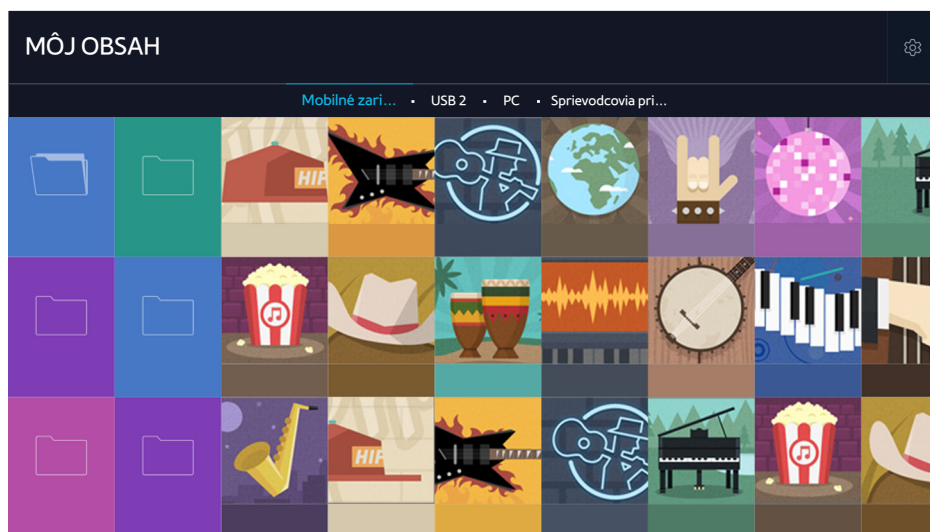 MÔJ OBSAH
Mobilné zari... • USB 2 • PC • Sprievodcovia pri...
HIP
HIP